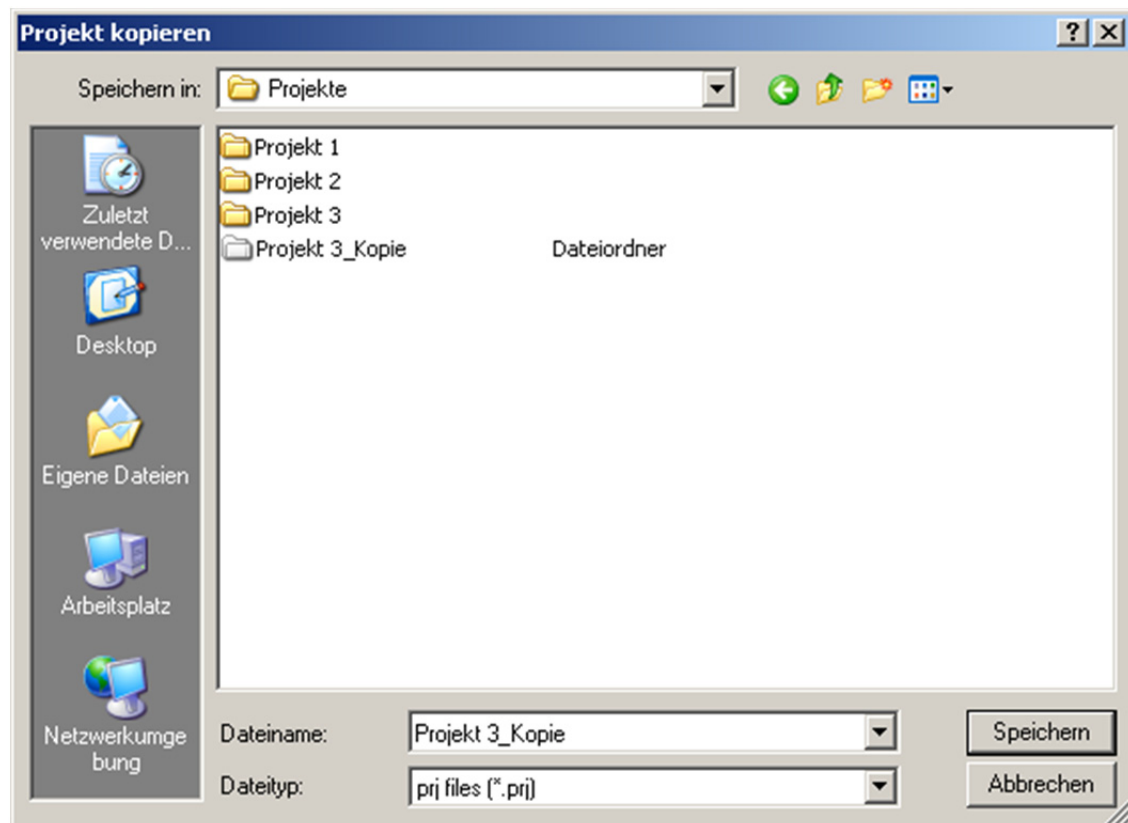 Projekt kopieren
Speichern in:
Projekte
Zuletzt
verwendete D...
Desktop
Eigene Dateien
Arbeitsplatz
Netzwerkumge
bung
Projekt 1
Projekt 2
Projekt 3
Projekt 3_Kopie Dateiordner
Dateiname: Projekt 3_Kopie Speichern
Dateityp: prj files (*.prj) Abbrechen